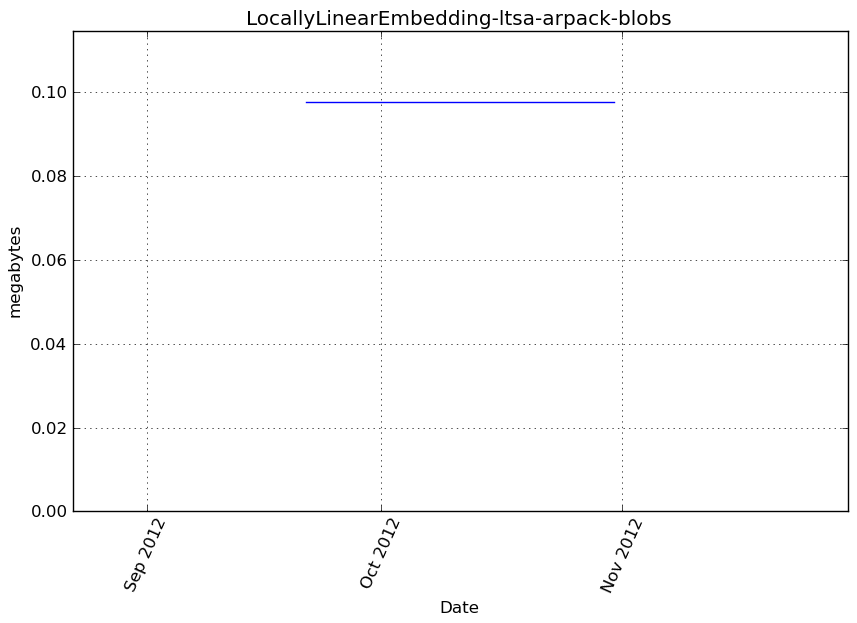 LocallyLinearEmbedding-ltsa-arpack-blobs
0.10
0.08
0.06
0.04
0.02
0.00
megabytes
Sep 2012
Oct 2012
Nov 2012
Date